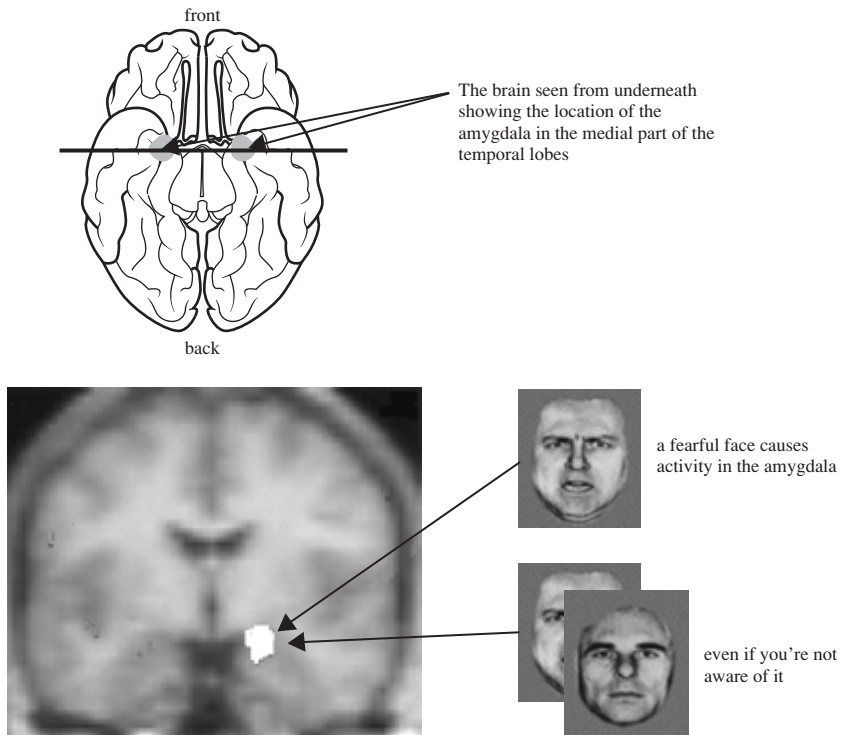 front
The brain seen from underneath
showing the location of the
amygdala in the medial part of the
temporal lobes
back
a fearful face causes
activity in the amygdala
even if you're not
aware of it